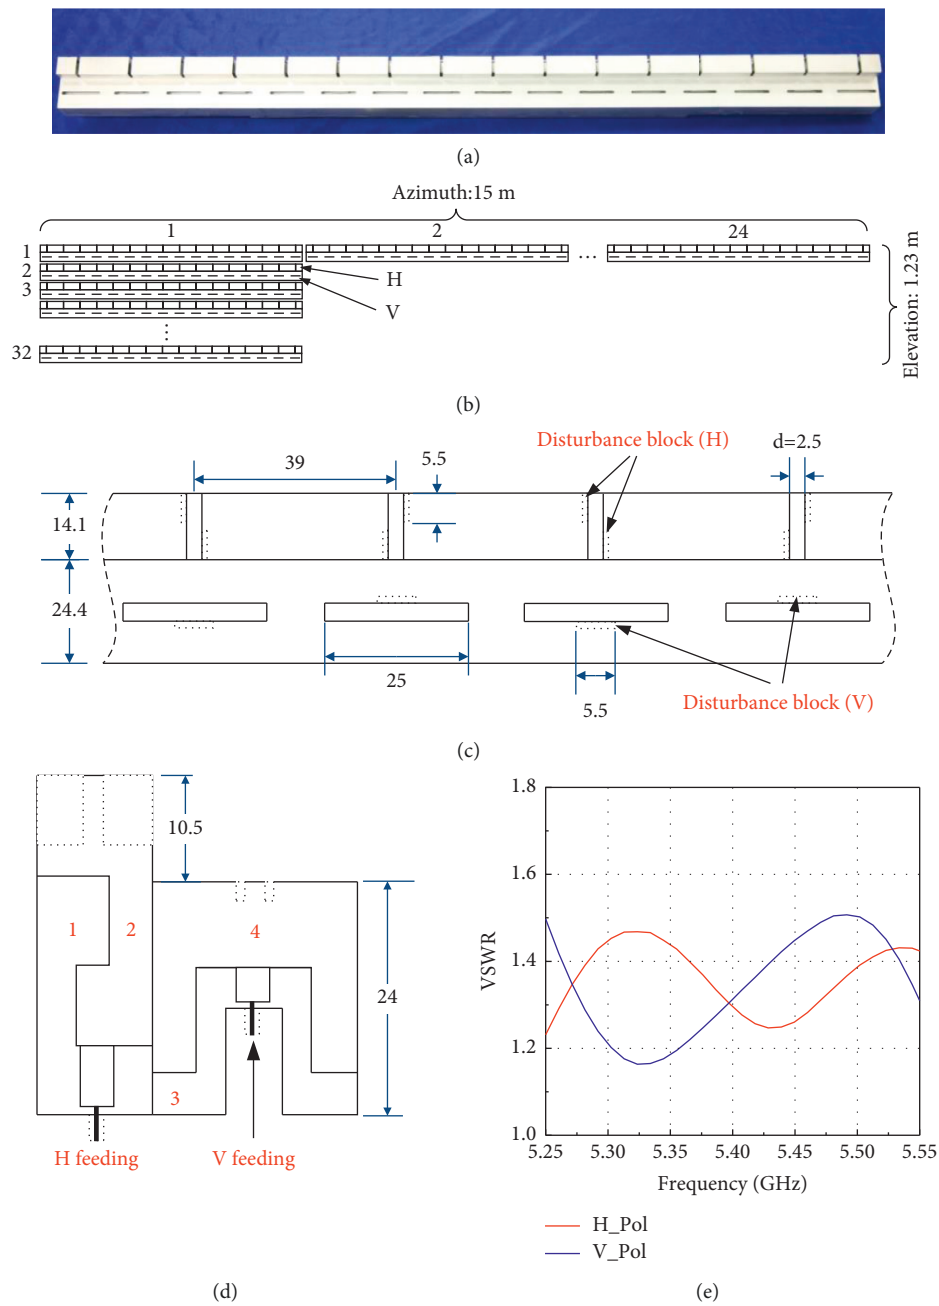 (a)
Azimuth:15 m
1 2 24
1
2
3
32
H
V
...
Elevation: 1.23 m
(b)
Disturbance block (H)
d=2.5
39
5.5
14.1
24.4
25
5.5
Disturbance block (V)
(c)
10.5
1
2
4
24
3
H feeding
V feeding
(d)
1.8
1.6
1.4
1.2
1.0
VSWR
5.25 5.30 5.35 5.40 5.45 5.50 5.55
Frequency (GHz)
H_Pol
V_Pol
(e)